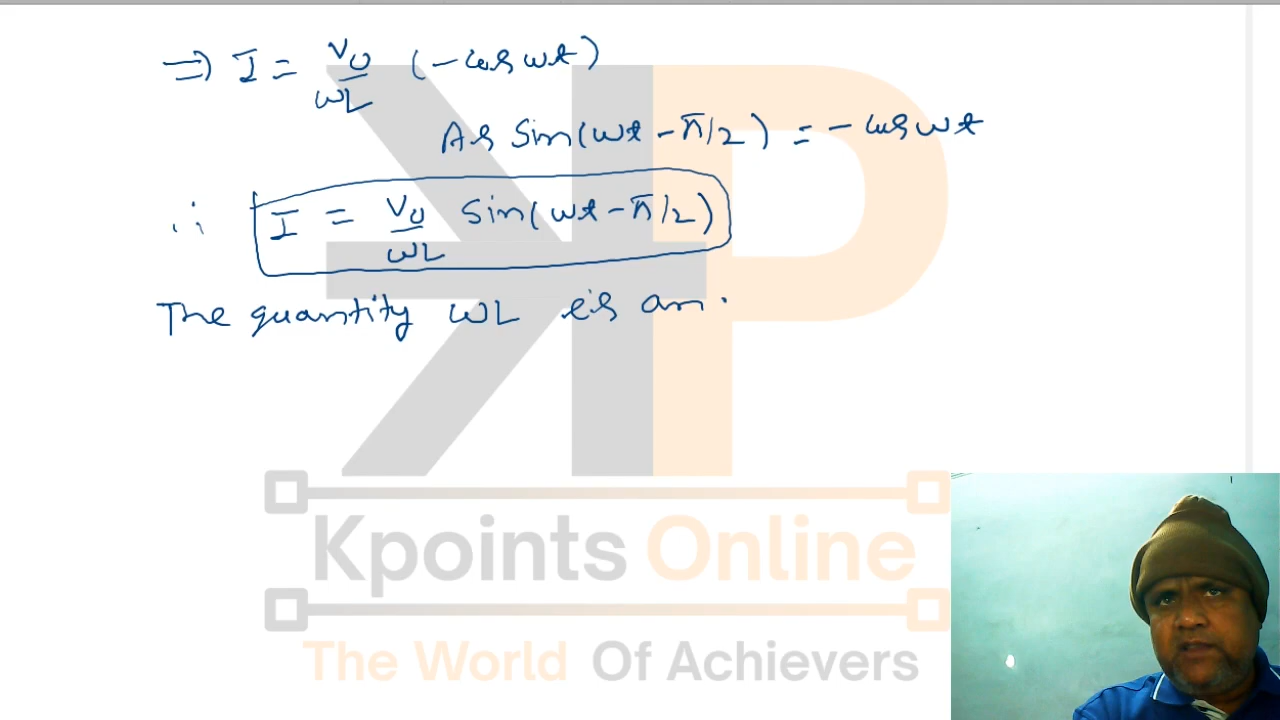 ⇒ I = V0/ωL (- cos ωt)
As Sin(ωt - π/2) = - cos ωt
∴ I = V0/ωL Sin(ωt - π/2)
The quantity ωL is an
KP
Kpoints Online
The World Of Achievers